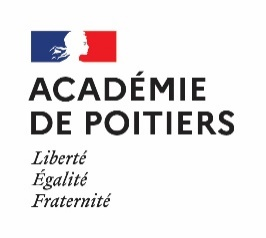 ACADÉMIE
DE POITIERS
Liberté
Égalité
Fraternité